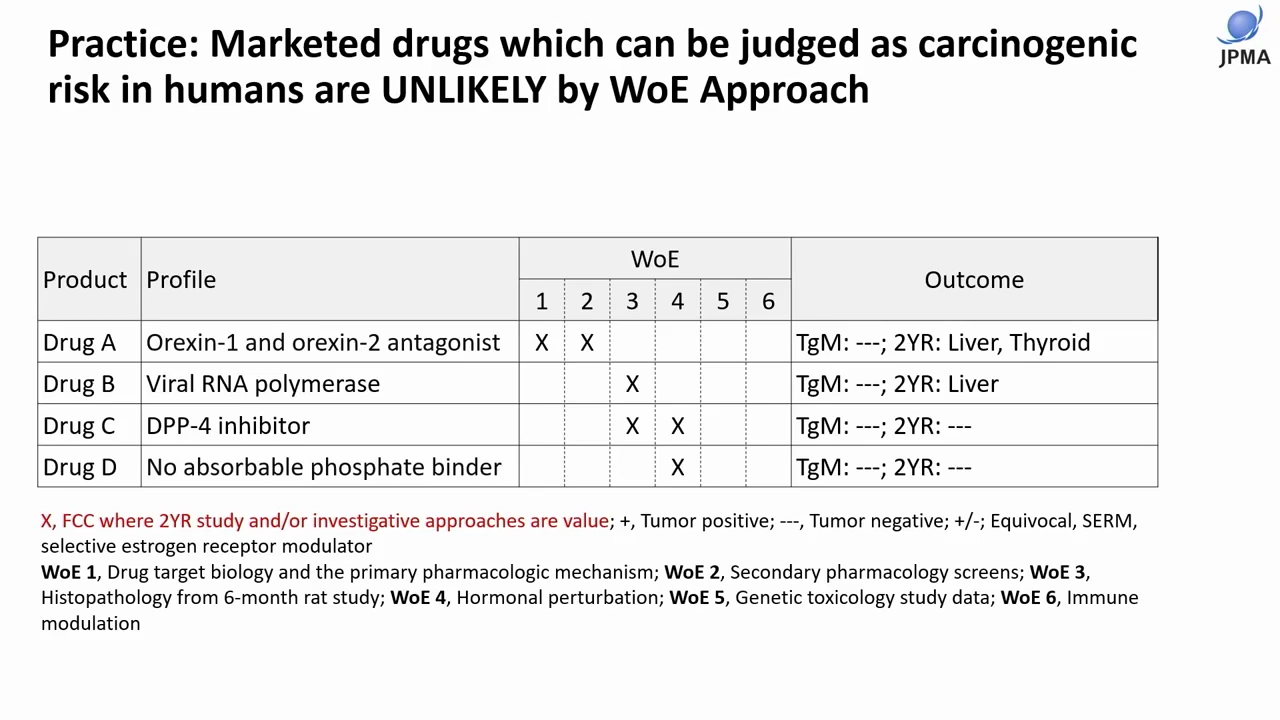 Practice: Marketed drugs which can be judged as carcinogenic
risk in humans are UNLIKELY by WoE Approach
JPMA
Product Profile WoE Outcome
1 2 3 4 5 6
Drug A Orexin-1 and orexin-2 antagonist X X TgM: ---; 2YR: Liver, Thyroid
Drug B Viral RNA polymerase X TgM: ---; 2YR: Liver
Drug C DPP-4 inhibitor X X TgM: ---; 2YR: ---
Drug D No absorbable phosphate binder X TgM: ---; 2YR: ---
X, FCC where 2YR study and/or investigative approaches are value; +, Tumor positive; ---, Tumor negative; +/-; Equivocal, SERM,
selective estrogen receptor modulator
WoE 1, Drug target biology and the primary pharmacologic mechanism; WoE 2, Secondary pharmacology screens; WoE 3,
Histopathology from 6-month rat study; WoE 4, Hormonal perturbation; WoE 5, Genetic toxicology study data; WoE 6, Immune
modulation